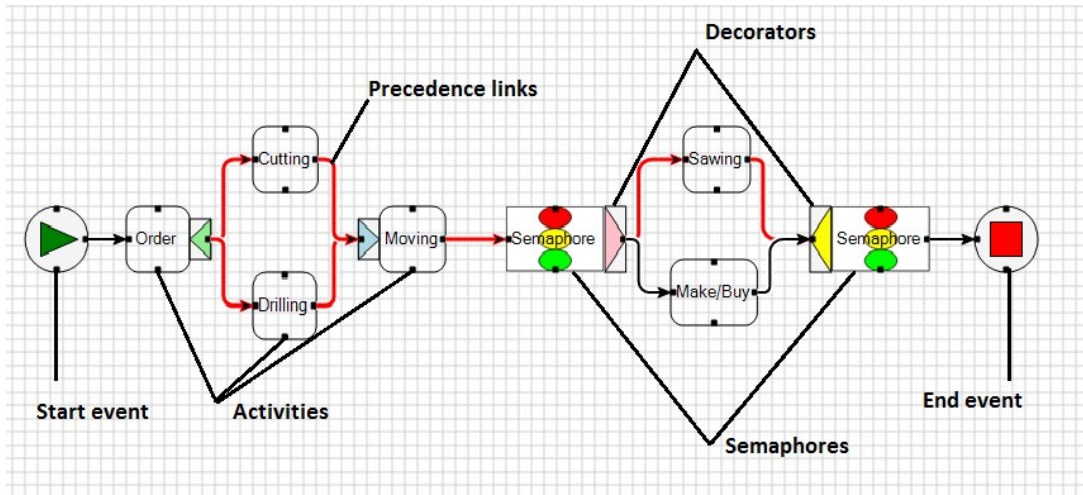 Decorators
Precedence links
Cutting
Sawing
Order
Moving
Semaphore
Semaphore
Drilling
Make/Buy
Start event
Activities
End event
Semaphores